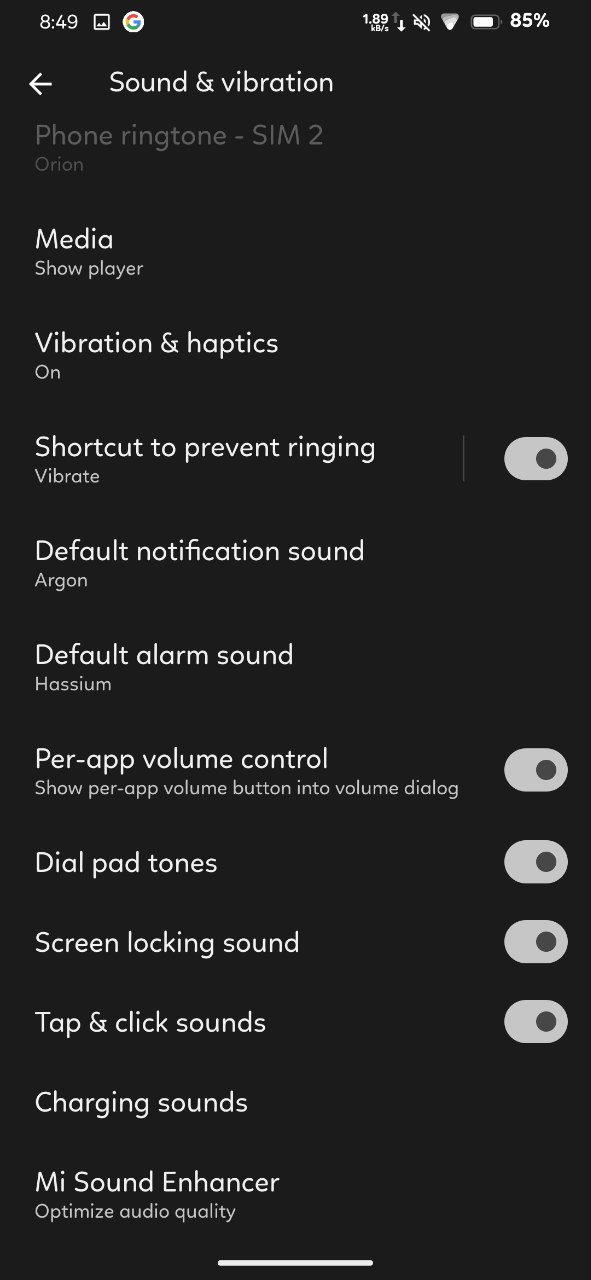 8:49
1.89
kB/s
85%
Sound & vibration
Phone ringtone - SIM 2
Orion
Media
Show player
Vibration & haptics
On
Shortcut to prevent ringing
Vibrate
Default notification sound
Argon
Default alarm sound
Hassium
Per-app volume control
Show per-app volume button into volume dialog
Dial pad tones
Screen locking sound
Tap & click sounds
Charging sounds
Mi Sound Enhancer
Optimize audio quality